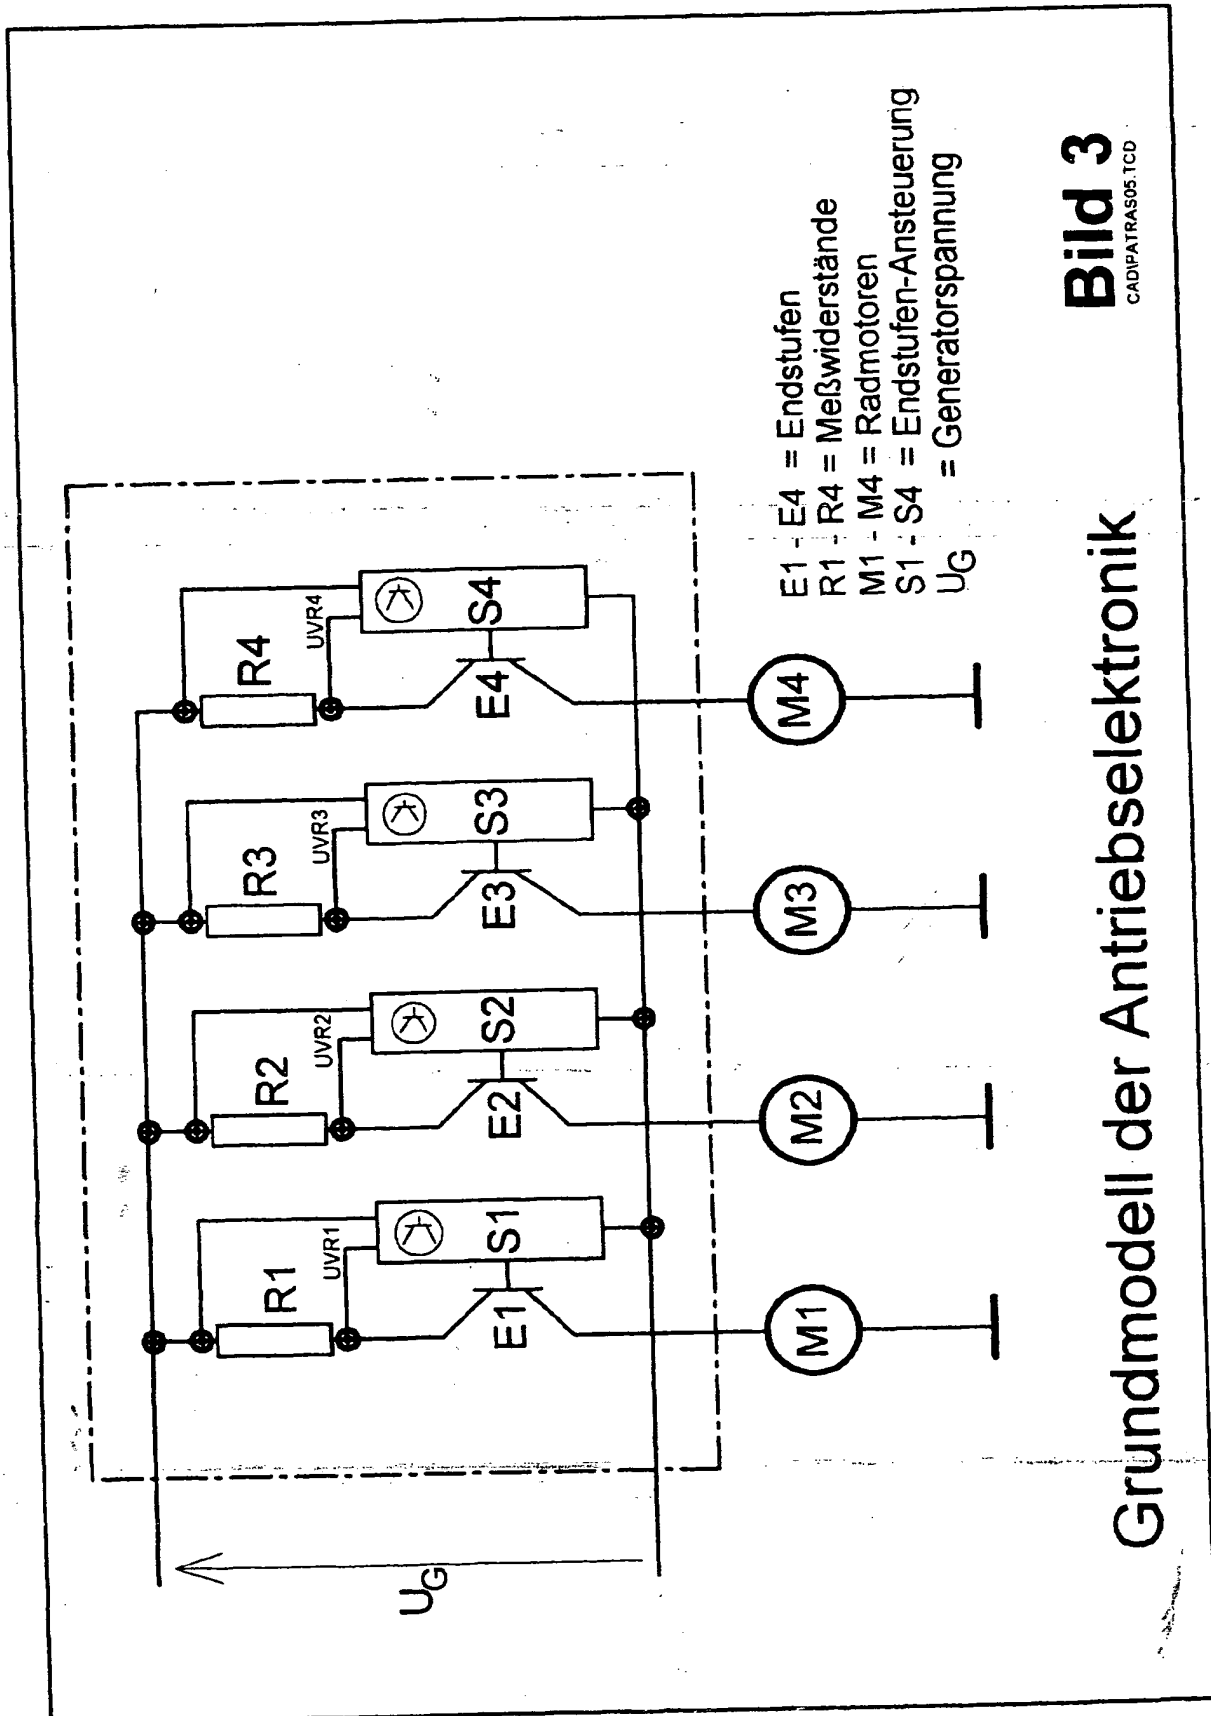 R1
R2
R3
R4
UVR1
UVR2
UVR3
UVR4
S1
S2
S3
S4
E1
E2
E3
E4
U_G
M1
M2
M3
M4
E1 - E4 = Endstufen
R1 - R4 = Meßwiderstände
M1 - M4 = Radmotoren
S1 - S4 = Endstufen-Ansteuerung
U_G = Generatorspannung
Grundmodell der Antriebselektronik
Bild 3
CAD\PATRAS05.TCD